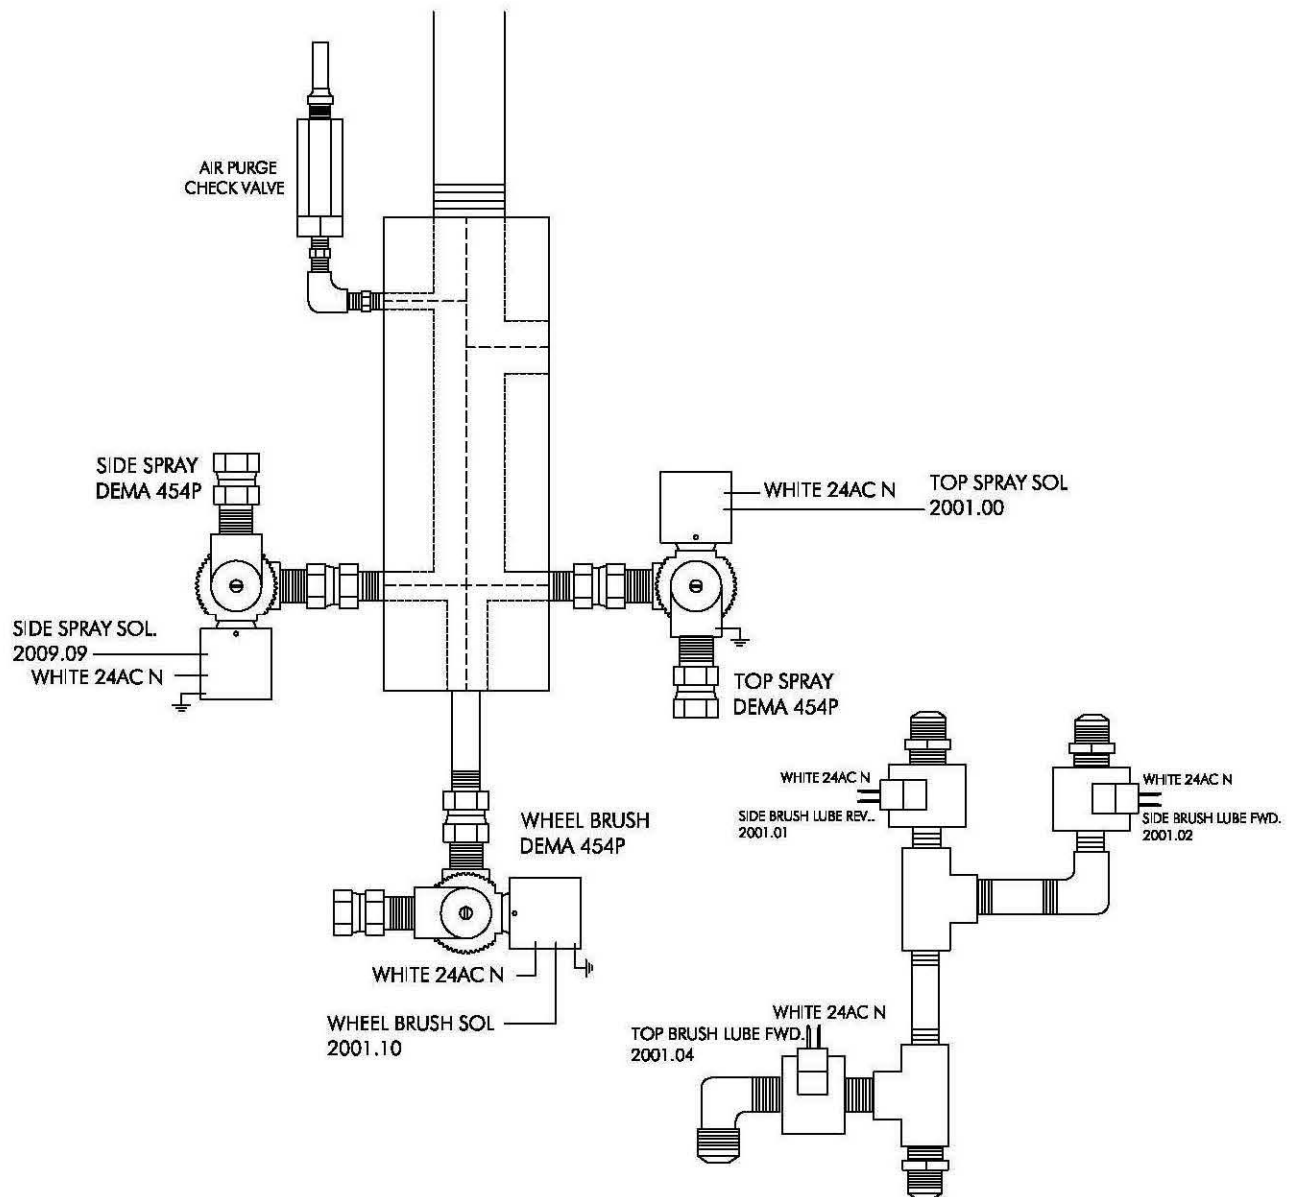 AIR PURGE
CHECK VALVE
SIDE SPRAY
DEMA 454P
WHITE 24AC N
TOP SPRAY SOL
2001.00
SIDE SPRAY SOL.
2009.09
WHITE 24AC N
TOP SPRAY
DEMA 454P
WHEEL BRUSH
DEMA 454P
WHITE 24AC N
WHEEL BRUSH SOL
2001.10
WHITE 24AC N
SIDE BRUSH LUBE REV..
2001.01
WHITE 24AC N
SIDE BRUSH LUBE FWD.
2001.02
WHITE 24AC N
TOP BRUSH LUBE FWD.
2001.04